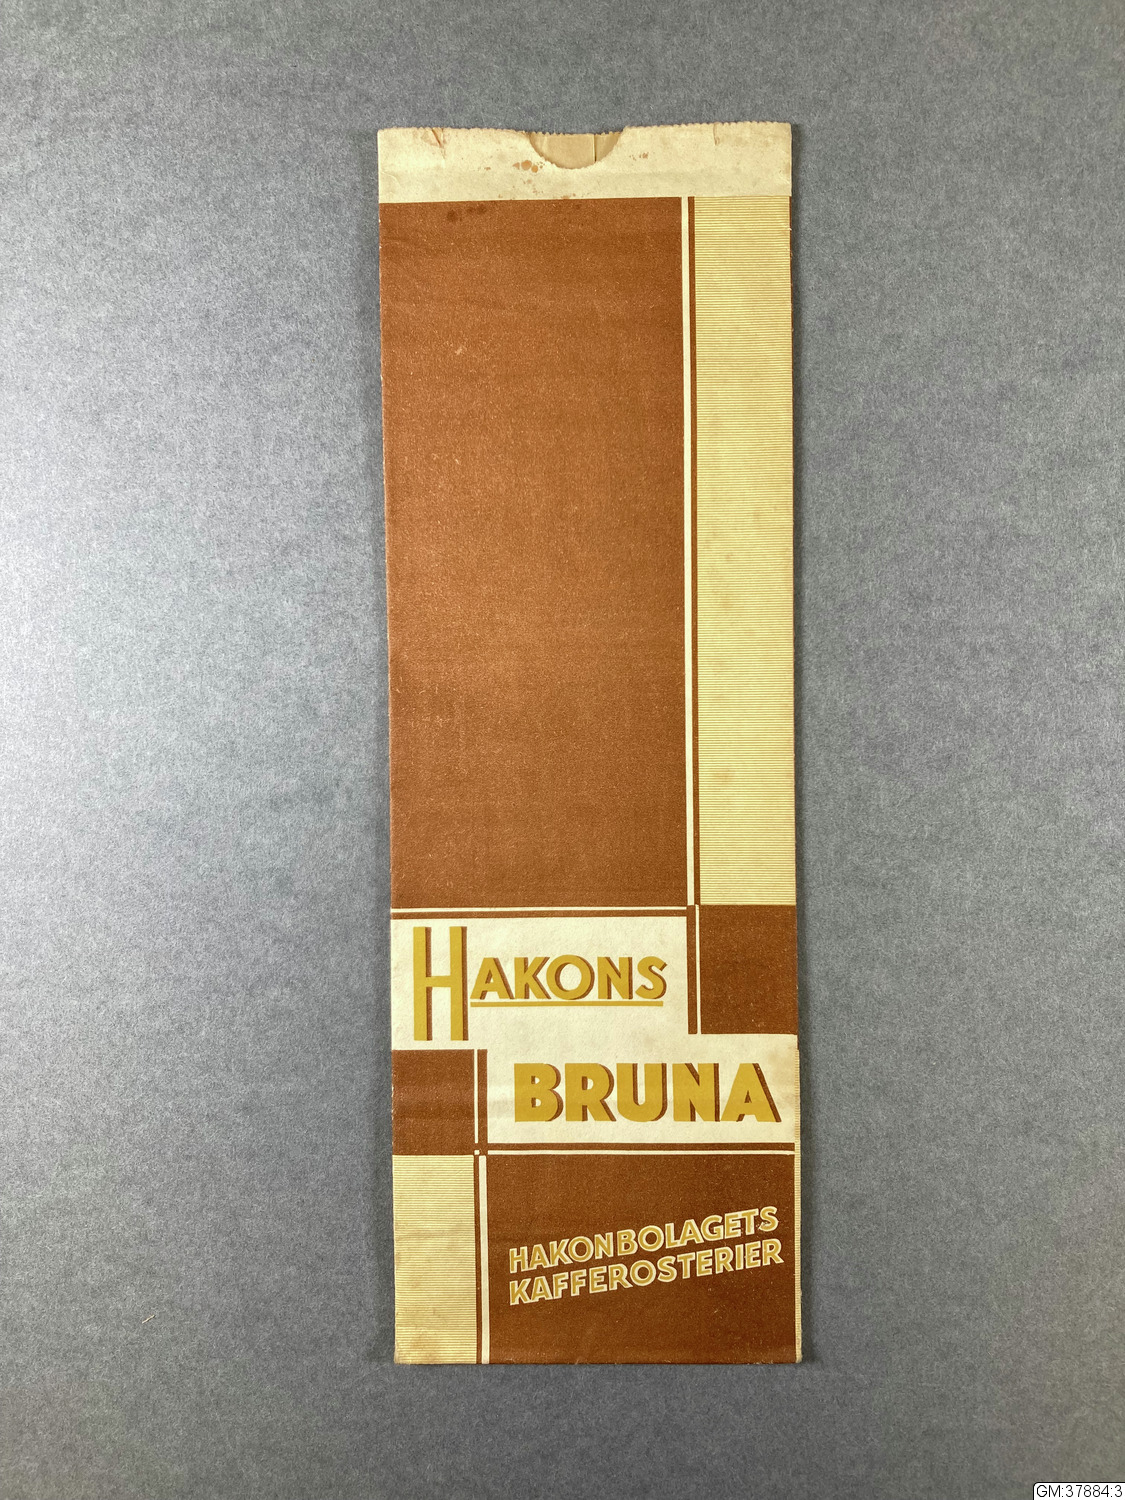 HAKONS
BRUNA
HAKONBOLAGETS
KAFFEROSTERIER
GM:37884:3